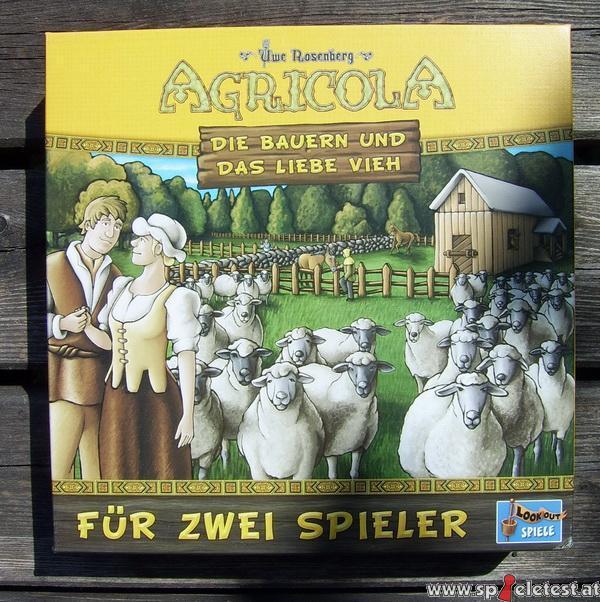 Uwe Rosenberg
AGRICOLA
DIE BAUERN UND
DAS LIEBE VIEH
FÜR ZWEI SPIELER
LOOKOUT
SPIELE
www.spieletest.at